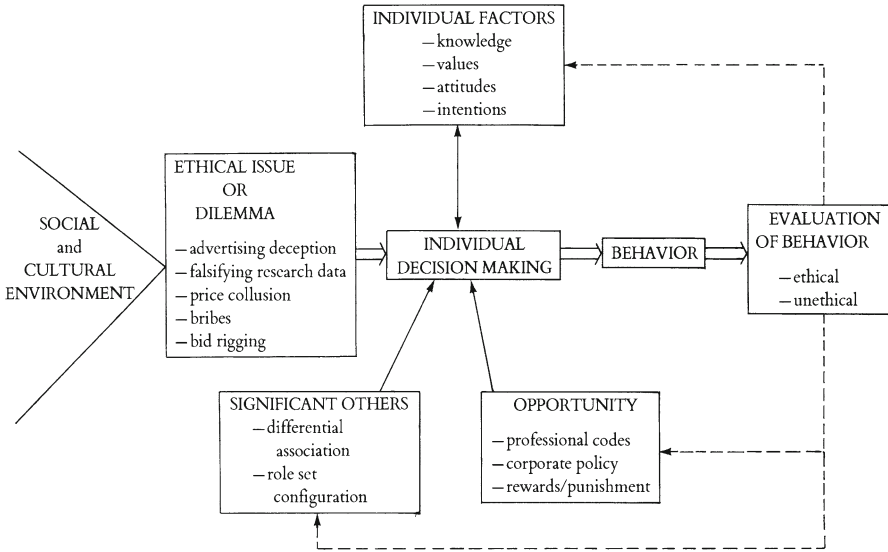 INDIVIDUAL FACTORS
– knowledge
– values
– attitudes
– intentions
SOCIAL
and
CULTURAL
ENVIRONMENT
ETHICAL ISSUE
OR
DILEMMA
– advertising deception
– falsifying research data
– price collusion
– bribes
– bid rigging
INDIVIDUAL
DECISION MAKING
BEHAVIOR
EVALUATION
OF BEHAVIOR
– ethical
– unethical
SIGNIFICANT OTHERS
– differential
association
– role set
configuration
OPPORTUNITY
– professional codes
– corporate policy
– rewards/punishment